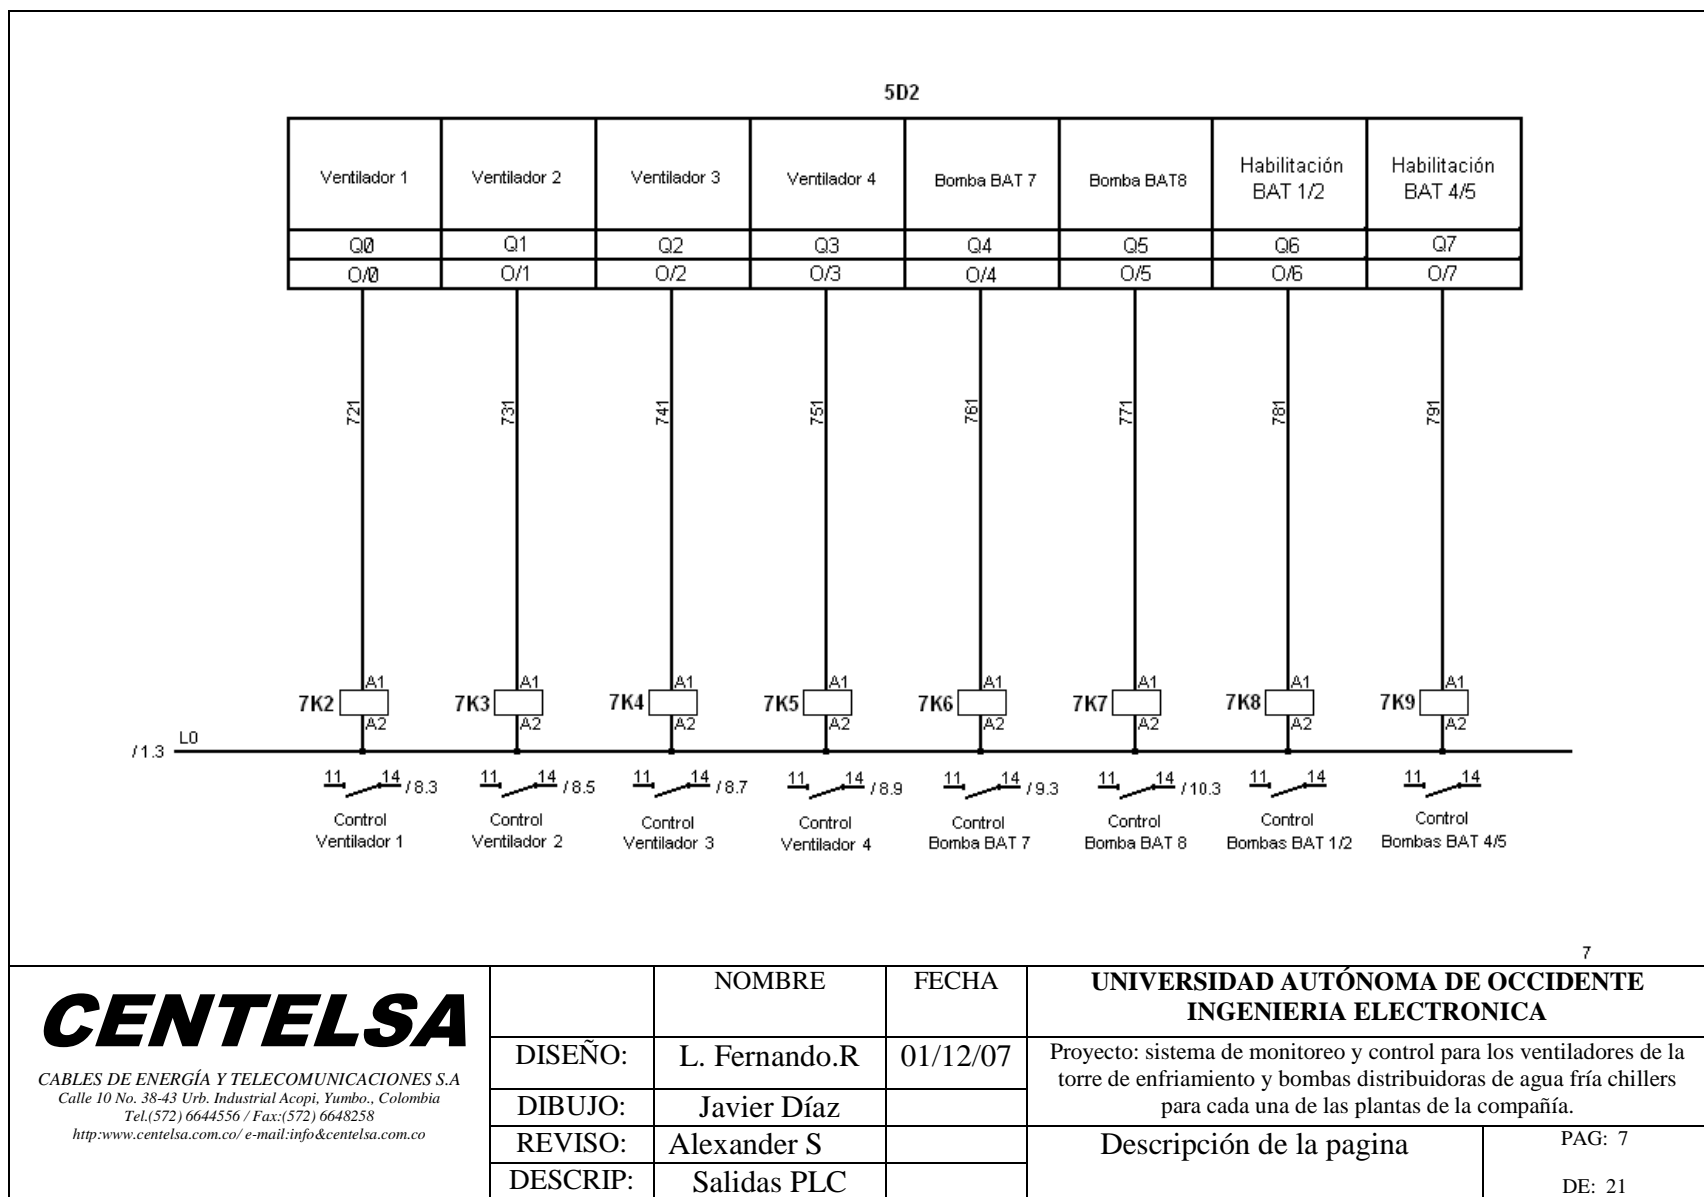 5D2
Ventilador 1 Ventilador 2 Ventilador 3 Ventilador 4 Bomba BAT 7 Bomba BAT8 Habilitación BAT 1/2 Habilitación BAT 4/5
Q0 Q1 Q2 Q3 Q4 Q5 Q6 Q7
O/0 O/1 O/2 O/3 O/4 O/5 O/6 O/7
721 731 741 751 761 771 781 791
A1 A1 A1 A1 A1 A1 A1 A1
7K2 7K3 7K4 7K5 7K6 7K7 7K8 7K9
A2 A2 A2 A2 A2 A2 A2 A2
/1.3 L0
11 14 /8.3 11 14 /8.5 11 14 /8.7 11 14 /8.9 11 14 /9.3 11 14 /10.3 11 14 11 14
Control Control Control Control Control Control Control Control
Ventilador 1 Ventilador 2 Ventilador 3 Ventilador 4 Bomba BAT 7 Bomba BAT 8 Bombas BAT 1/2 Bombas BAT 4/5
7
CENTELSA
CABLES DE ENERGÍA Y TELECOMUNICACIONES S.A
Calle 10 No. 38-43 Urb. Industrial Acopi, Yumbo., Colombia
Tel.(572) 6644556 / Fax:(572) 6648258
http:www.centelsa.com.co/ e-mail:info&centelsa.com.co
NOMBRE FECHA
DISEÑO: L. Fernando.R 01/12/07
DIBUJO: Javier Díaz
REVISO: Alexander S
DESCRIP: Salidas PLC
UNIVERSIDAD AUTÓNOMA DE OCCIDENTE
INGENIERIA ELECTRONICA
Proyecto: sistema de monitoreo y control para los ventiladores de la
torre de enfriamiento y bombas distribuidoras de agua fría chillers
para cada una de las plantas de la compañía.
Descripción de la pagina
PAG: 7
DE: 21